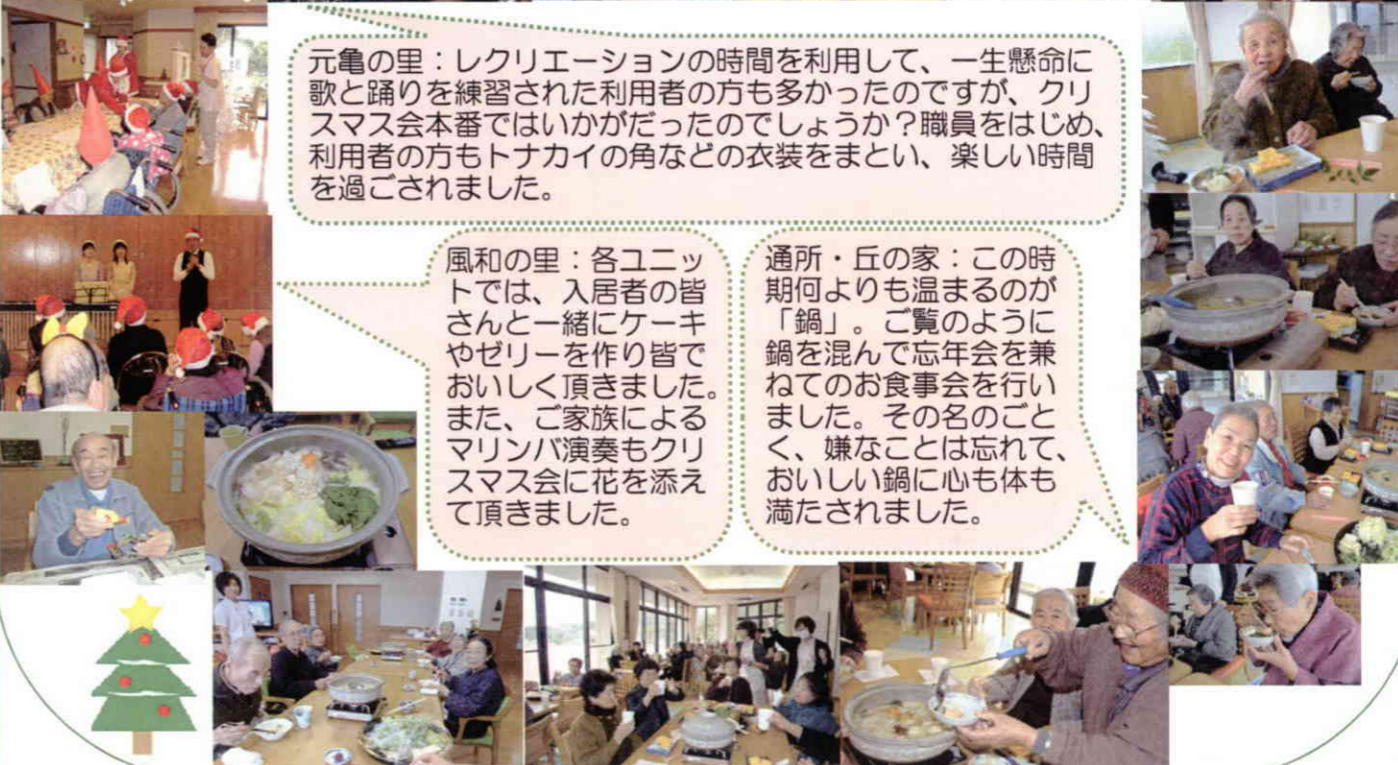 元亀の里：レクリエーションの時間を利用して、一生懸命に
歌と踊りを練習された利用者の方も多かったのですが、クリ
スマス会本番ではいかがだったのでしょうか？職員をはじめ、
利用者の方もトナカイの角などの衣装をまとい、楽しい時間
を過ごされました。
風和の里：各ユニッ
トでは、入居者の皆
さんと一緒にケーキ
やゼリーを作り皆で
おいしく頂きました。
また、ご家族による
マリンバ演奏もクリ
スマス会に花を添え
て頂きました。
通所・丘の家：この時
期何よりも温まるのが
「鍋」。ご覧のように
鍋を混んで忘年会を兼
ねてのお食事会を行い
ました。その名のごと
く、嫌なことは忘れて、
おいしい鍋に心も体も
満たされました。